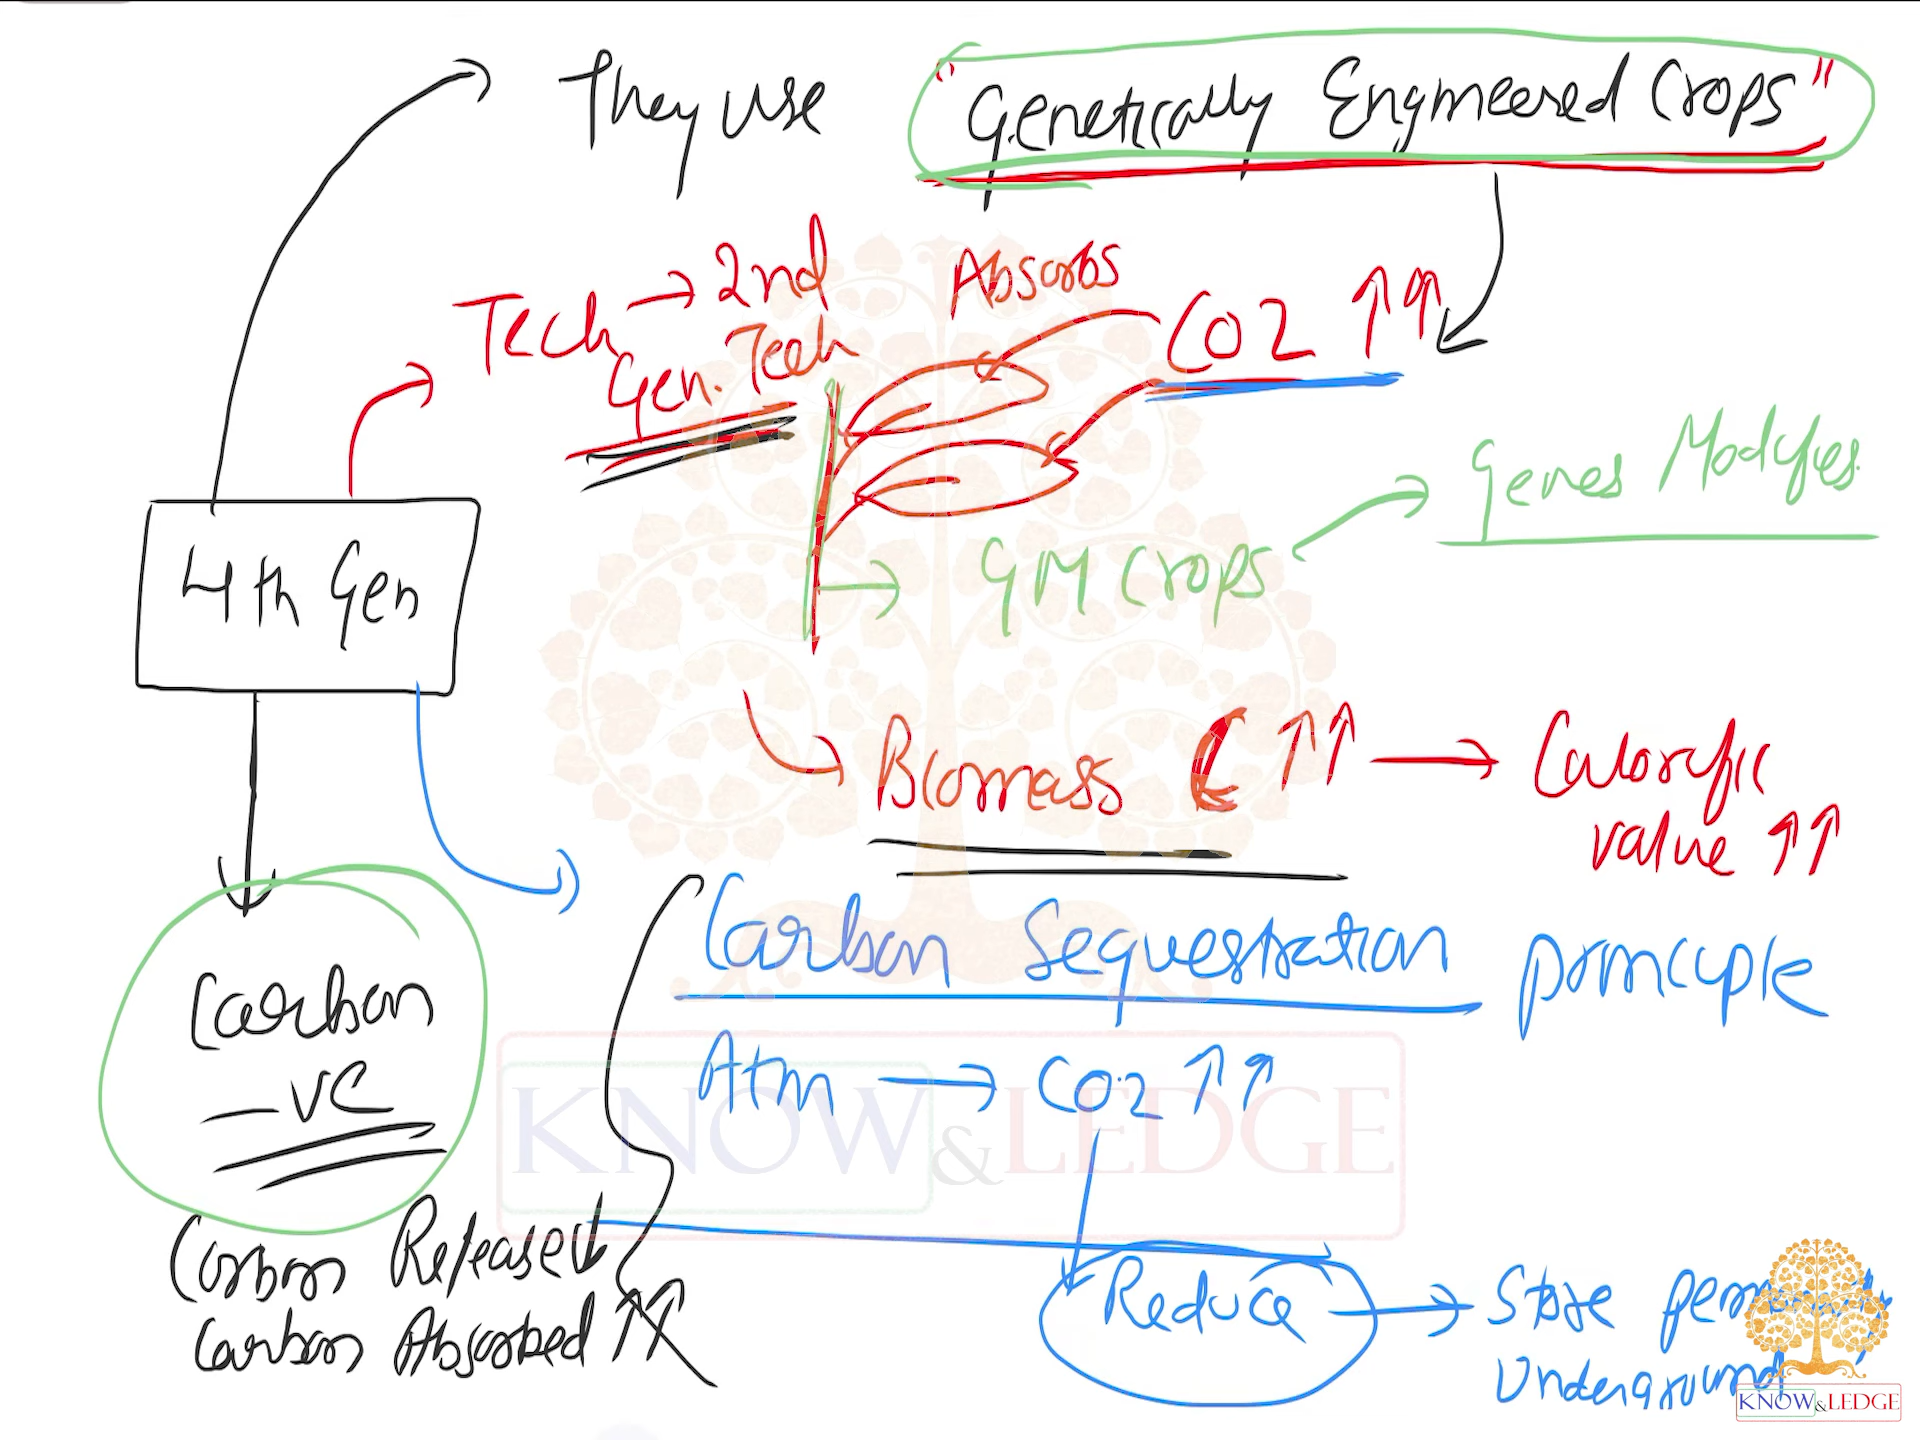 They use "Genetically Engineered Crops"
Tech → 2nd
Gen. Tech
Absorbs
CO2 ↑↑
Genes Modifies
4th Gen
GM Crops
Biomass C ↑↑ → Calorific
value ↑↑
Carbon Sequestration principle
Carbon
-ve
Atm → CO2 ↑↑
KNOW&LEDGE
Carbon Released ↓
Carbon Absorbed ↑↑
Reduce → Store
Underground
KNOW&LEDGE